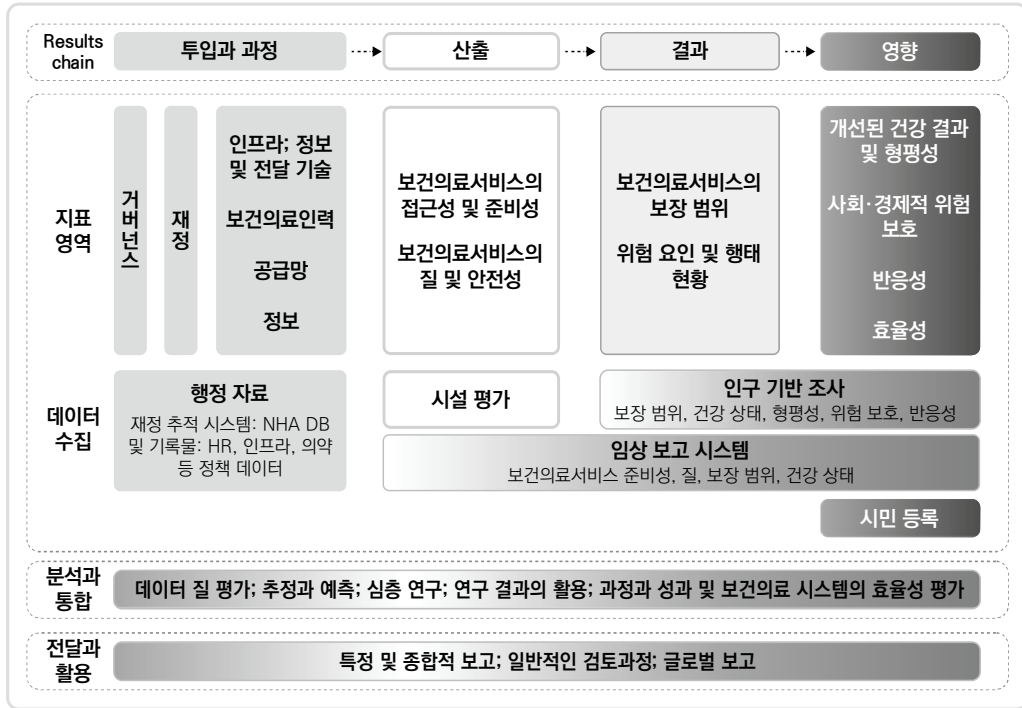 Results
chain
투입과 과정
산출
결과
영향
지표
영역
거버넌스
재정
인프라; 정보
및 전달 기술
보건의료인력
공급망
정보
보건의료서비스의
접근성 및 준비성
보건의료서비스의
질 및 안전성
보건의료서비스의
보장 범위
위험 요인 및 행태
현황
개선된 건강 결과
및 형평성
사회·경제적 위험
보호
반응성
효율성
데이터
수집
행정 자료
재정 추적 시스템: NHA DB
및 기록물: HR, 인프라, 의약
등 정책 데이터
시설 평가
인구 기반 조사
보장 범위, 건강 상태, 형평성, 위험 보호, 반응성
임상 보고 시스템
보건의료서비스 준비성, 질, 보장 범위, 건강 상태
시민 등록
분석과
통합
데이터 질 평가; 추정과 예측; 심층 연구; 연구 결과의 활용; 과정과 성과 및 보건의료 시스템의 효율성 평가
전달과
활용
특정 및 종합적 보고; 일반적인 검토과정; 글로벌 보고